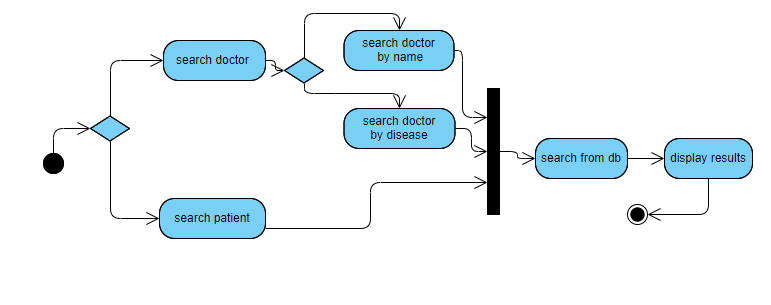 search doctor
search doctor
by name
search doctor
by disease
search patient
search from db
display results